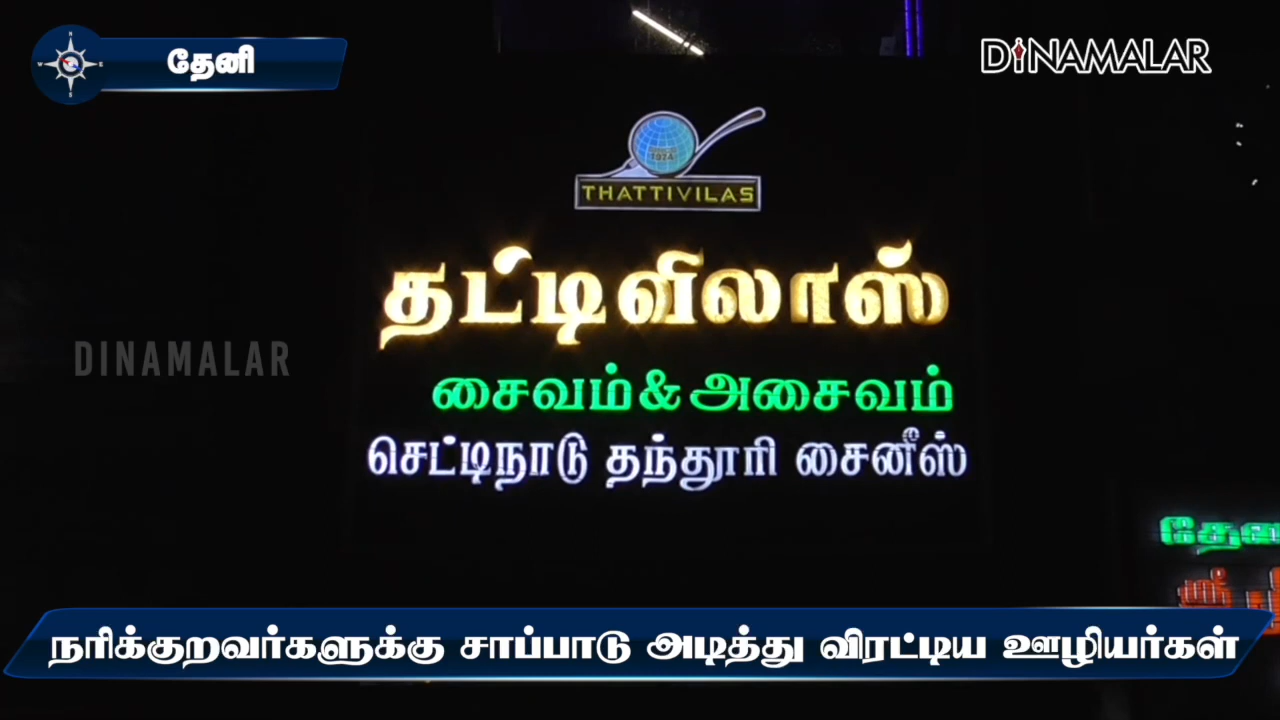 தேனி
DINAMALAR
1974
THATTIVILAS
தட்டிவிலாஸ்
DINAMALAR
சைவம் & அசைவம்
செட்டிநாடு தந்தூரி சைனீஸ்
நரிக்குறவர்களுக்கு சாப்பாடு அடித்து விரட்டிய ஊழியர்கள்